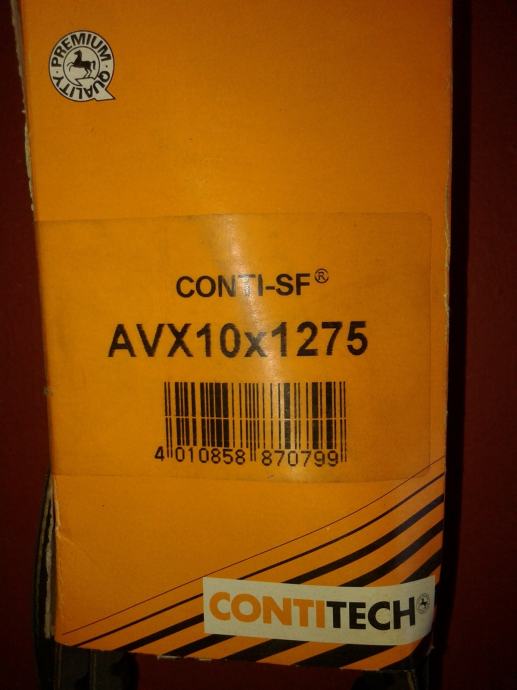 PREMIUM QUALITY
CONTI-SF®
AVX10x1275
4 010858 870799
CONTITECH®